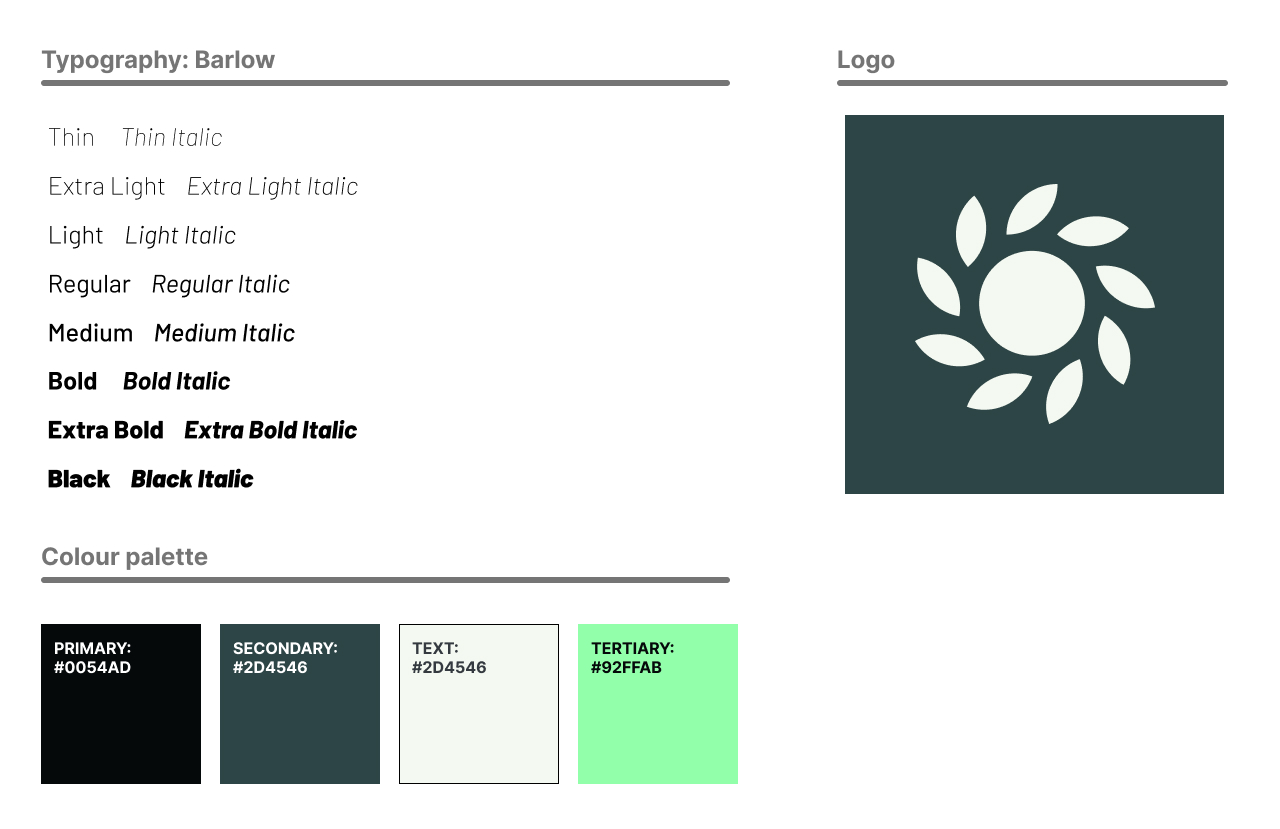 Typography: Barlow
Logo
Thin Thin Italic
Extra Light Extra Light Italic
Light Light Italic
Regular Regular Italic
Medium Medium Italic
Bold Bold Italic
Extra Bold Extra Bold Italic
Black Black Italic
Colour palette
PRIMARY:
#0054AD
SECONDARY:
#2D4546
TEXT:
#2D4546
TERTIARY:
#92FFAB